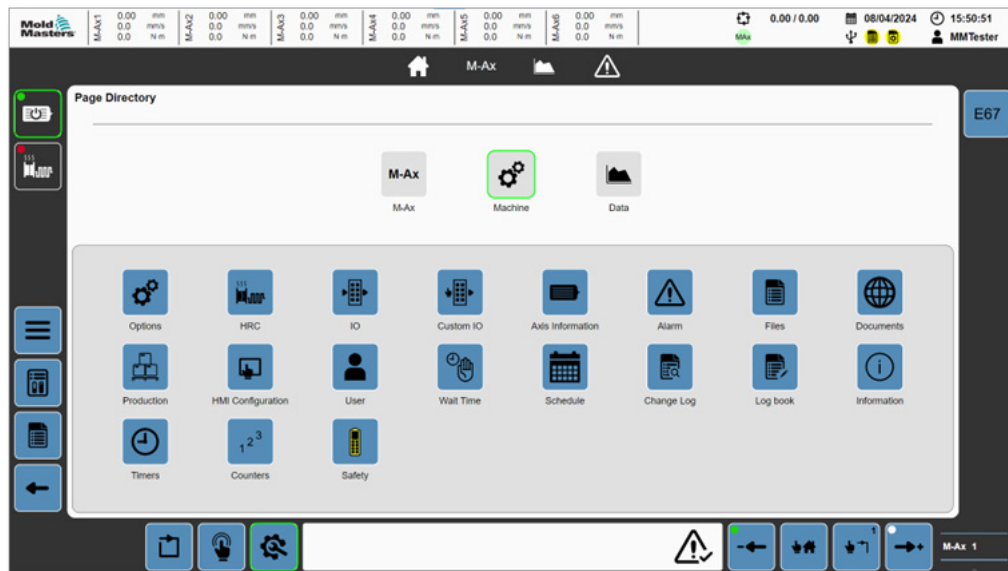 Mold
Masters
M-Ax1 0.00 mm
0.0 mm/s
0.0 N·m
M-Ax2 0.00 mm
0.0 mm/s
0.0 N·m
M-Ax3 0.00 mm
0.0 mm/s
0.0 N·m
M-Ax4 0.00 mm
0.0 mm/s
0.0 N·m
M-Ax5 0.00 mm
0.0 mm/s
0.0 N·m
M-Ax6 0.00 mm
0.0 mm/s
0.0 N·m
0.00 / 0.00
MAx
08/04/2024
15:50:51
MMTester
M-Ax
Page Directory
E67
M-Ax
M-Ax Machine Data
Options HRC IO Custom IO Axis Information Alarm Files Documents
Production HMI Configuration User Wait Time Schedule Change Log Log book Information
1 2 3
Timers Counters Safety
1
M-Ax 1